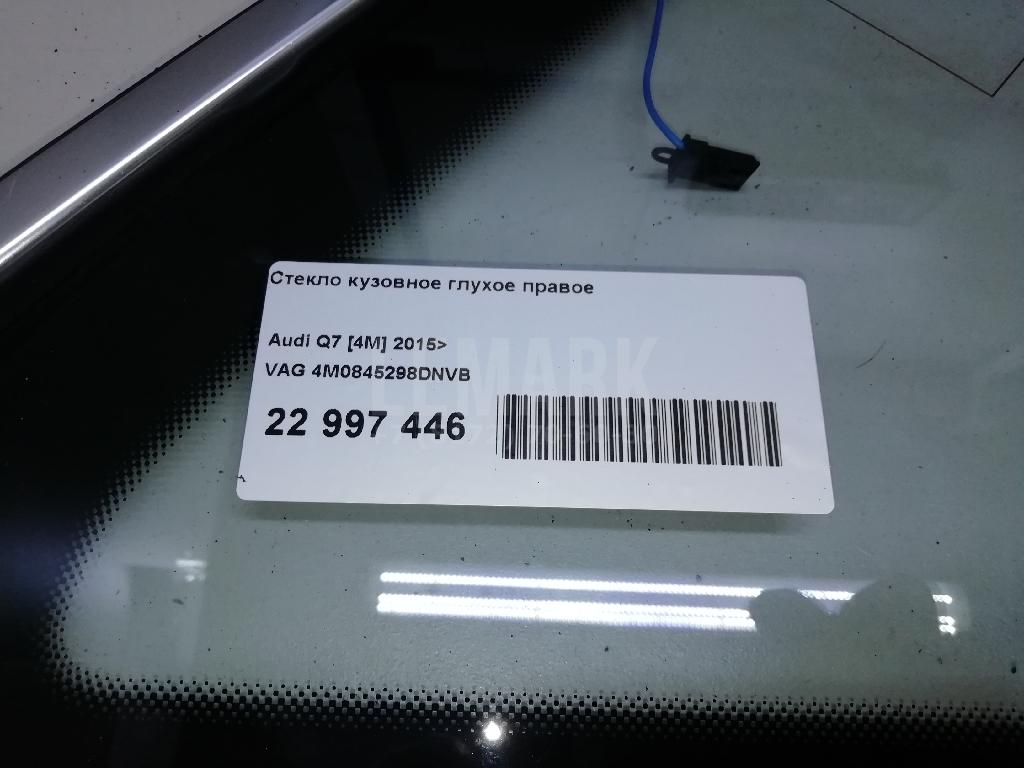 Стекло кузовное глухое правое
Audi Q7 [4M] 2015>
VAG 4M0845298DNVB
22 997 446